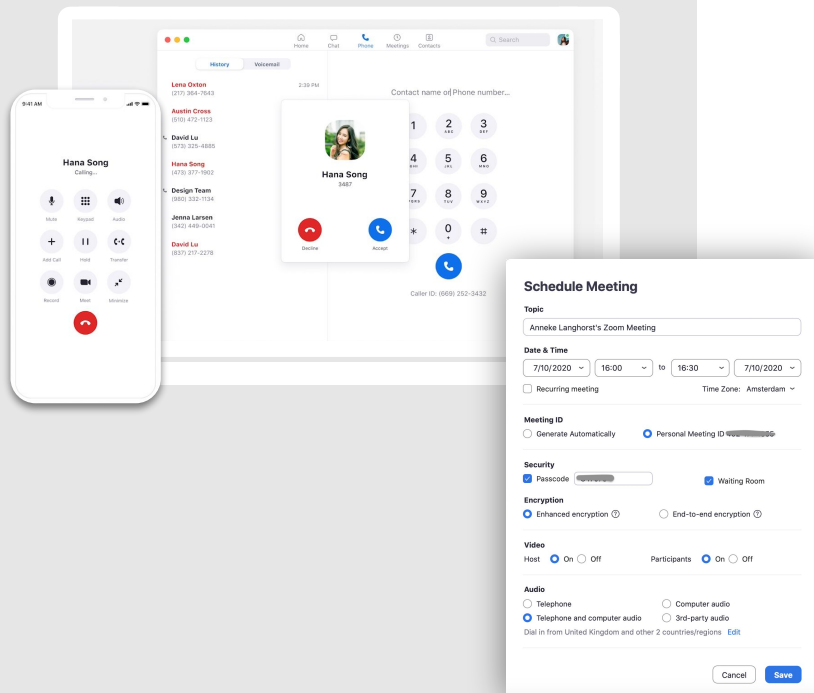 9:41 AM
Hana Song
Calling...
Mute Keypad Audio
Add Call Hold Transfer
Record Meet Minimize
Home Chat Phone Meetings Contacts
Search
History Voicemail
Lena Oxton 2:39 PM
(217) 364-7643
Austin Cross
(510) 472-1123
David Lu
(573) 325-4885
Hana Song
(473) 377-1902
Design Team
(960) 332-1134
Jenna Larsen
(342) 449-0041
David Lu
(837) 217-2278
Hana Song
3487
Decline Accept
Contact name or Phone number...
1 2 ABC 3 DEF
4 5 JKL 6 MNO
7 8 TUV 9 WXYZ
* 0 + #
Caller ID: (669) 252-3432
Schedule Meeting
Topic
Anneke Langhorst's Zoom Meeting
Date & Time
7/10/2020 16:00 to 16:30 7/10/2020
Recurring meeting Time Zone: Amsterdam
Meeting ID
Generate Automatically Personal Meeting ID
Security
Passcode Waiting Room
Encryption
Enhanced encryption ? End-to-end encryption ?
Video
Host On Off Participants On Off
Audio
Telephone Computer audio
Telephone and computer audio 3rd-party audio
Dial in from United Kingdom and other 2 countries/regions Edit
Cancel Save